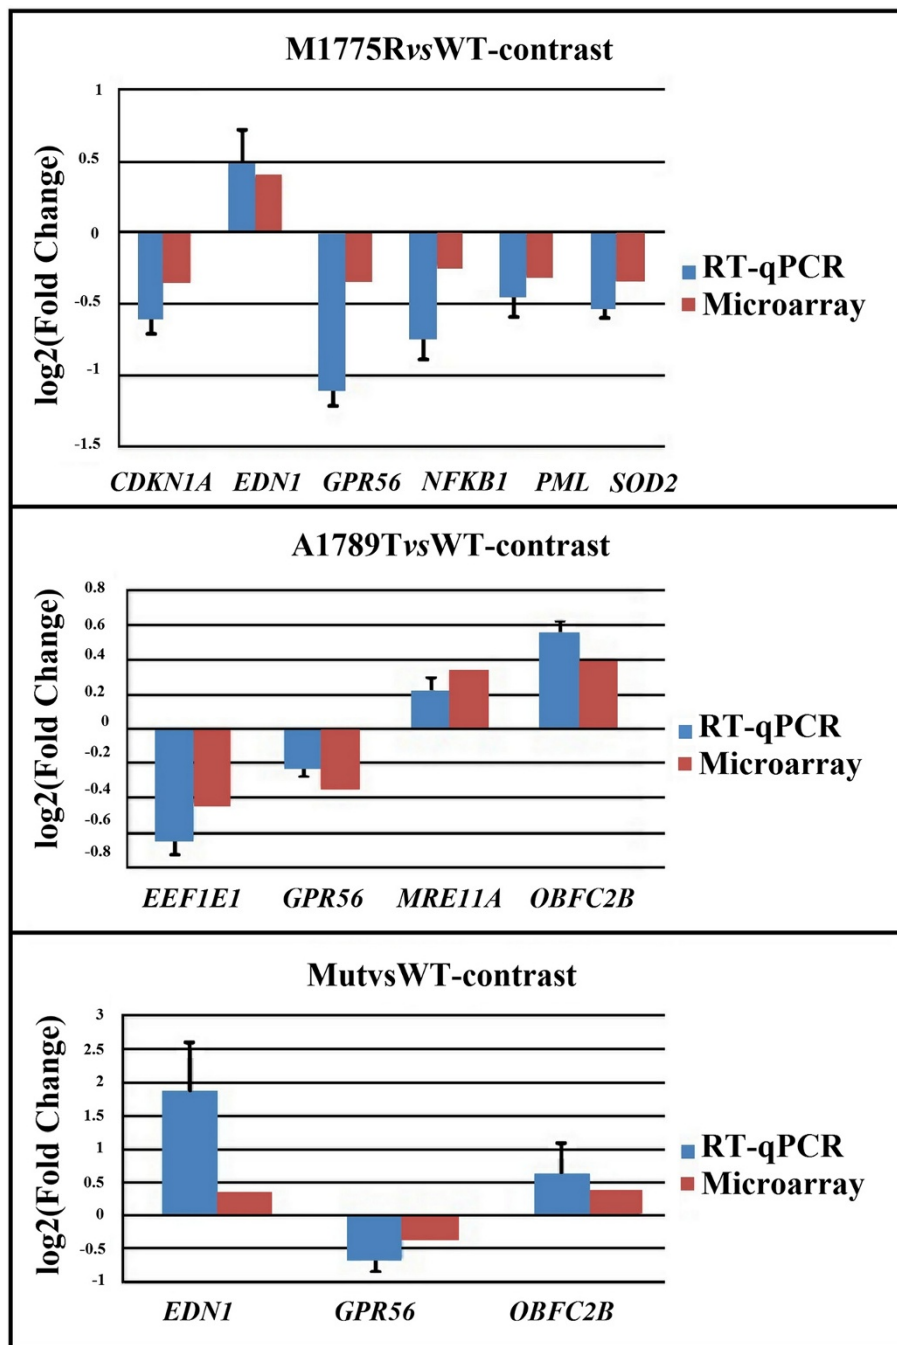 M1775RvsWT-contrast
log2(Fold Change)
1
0.5
0
-0.5
-1
-1.5
CDKN1A EDN1 GPR56 NFKB1 PML SOD2
RT-qPCR
Microarray
A1789TvsWT-contrast
log2(Fold Change)
0.8
0.6
0.4
0.2
0
-0.2
-0.4
-0.6
-0.8
EEF1E1 GPR56 MRE11A OBFC2B
RT-qPCR
Microarray
MutvsWT-contrast
log2(Fold Change)
3
2.5
2
1.5
1
0.5
0
-0.5
-1
EDN1 GPR56 OBFC2B
RT-qPCR
Microarray